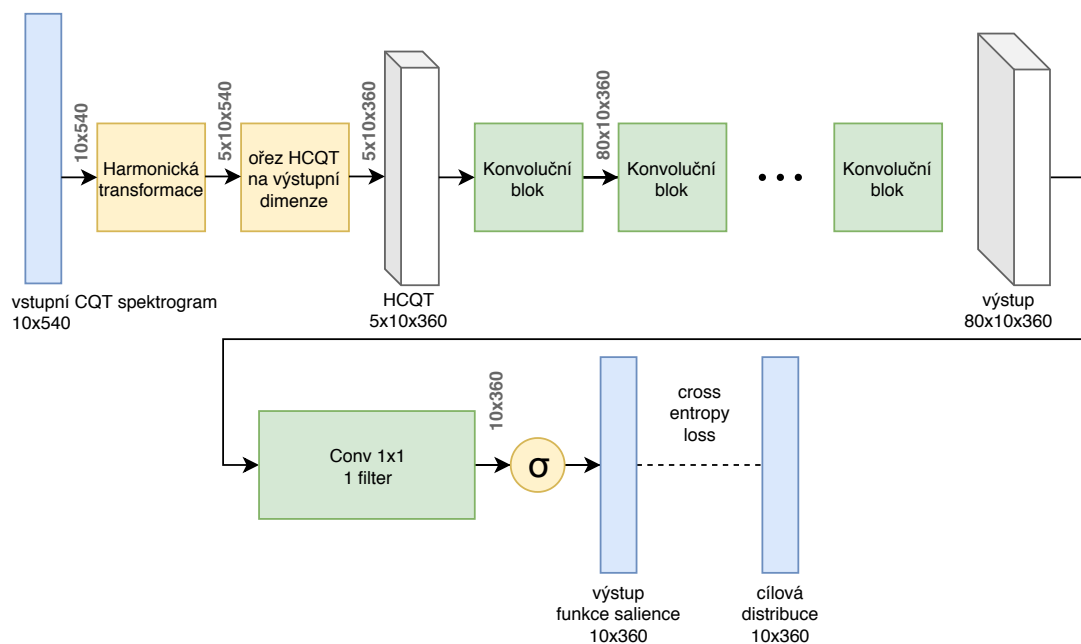 10x540
5x10x540
5x10x360
80x10x360
Harmonická
transformace
ořez HCQT
na výstupní
dimenze
Konvoluční
blok
Konvoluční
blok
Konvoluční
blok
vstupní CQT spektrogram
10x540
HCQT
5x10x360
výstup
80x10x360
Conv 1x1
1 filter
10x360
σ
cross
entropy
loss
výstup
funkce salience
10x360
cílová
distribuce
10x360